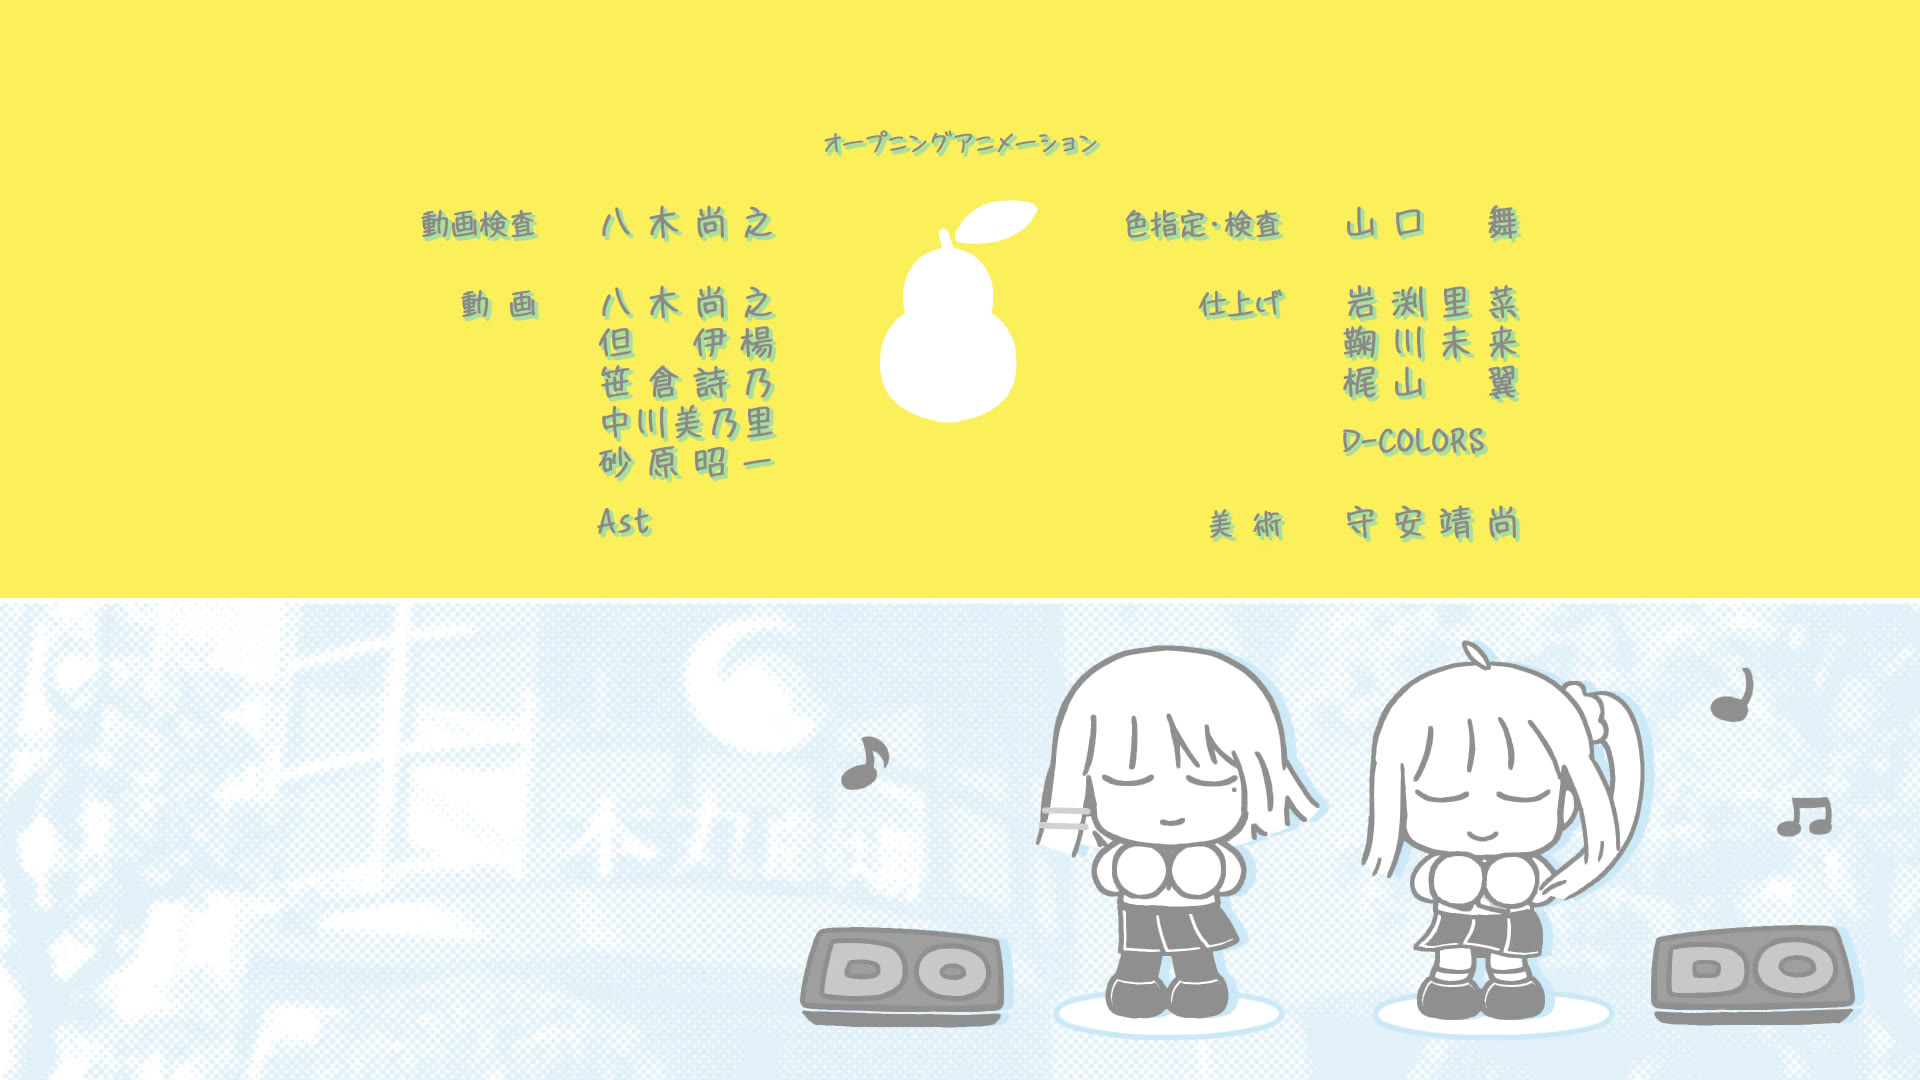 オープニングアニメーション
動画検査 八木尚之
動画 八木尚之
但 伊楊
笹倉詩乃
中川美乃里
砂原昭一
Ast
色指定・検査 山口 舞
仕上げ 岩渕里菜
鞠川未来
梶山 翼
D-COLORS
美術 守安靖尚
DO
DO